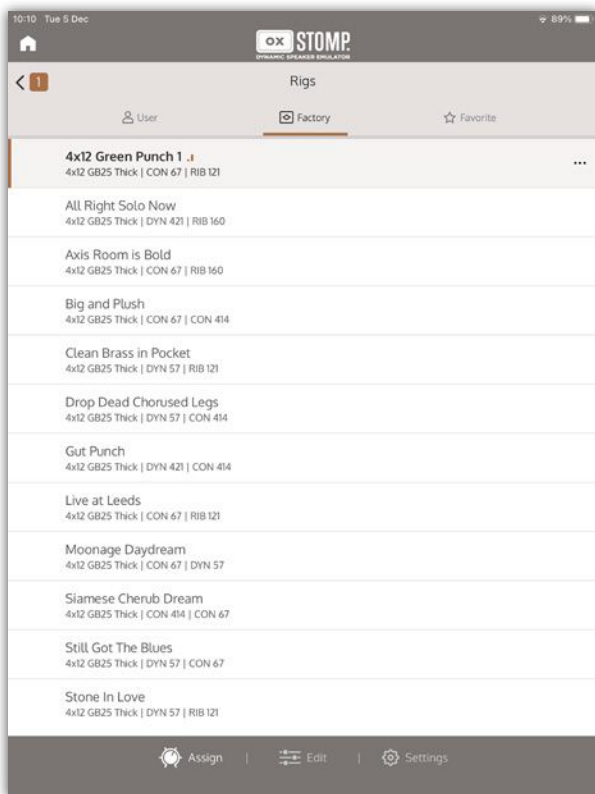 10:10 Tue 5 Dec
89%
OX STOMP
DYNAMIC SPEAKER EMULATOR
1
Rigs
User
Factory
Favorite
4x12 Green Punch 1
4x12 GB25 Thick | CON 67 | RIB 121
All Right Solo Now
4x12 GB25 Thick | DYN 421 | RIB 160
Axis Room is Bold
4x12 GB25 Thick | CON 67 | RIB 160
Big and Plush
4x12 GB25 Thick | CON 67 | CON 414
Clean Brass in Pocket
4x12 GB25 Thick | DYN 57 | RIB 121
Drop Dead Chorused Legs
4x12 GB25 Thick | DYN 57 | CON 414
Gut Punch
4x12 GB25 Thick | DYN 421 | CON 414
Live at Leeds
4x12 GB25 Thick | CON 67 | RIB 121
Moonage Daydream
4x12 GB25 Thick | CON 67 | DYN 57
Siamese Cherub Dream
4x12 GB25 Thick | CON 414 | CON 67
Still Got The Blues
4x12 GB25 Thick | DYN 57 | CON 67
Stone In Love
4x12 GB25 Thick | DYN 57 | RIB 121
Assign | Edit | Settings